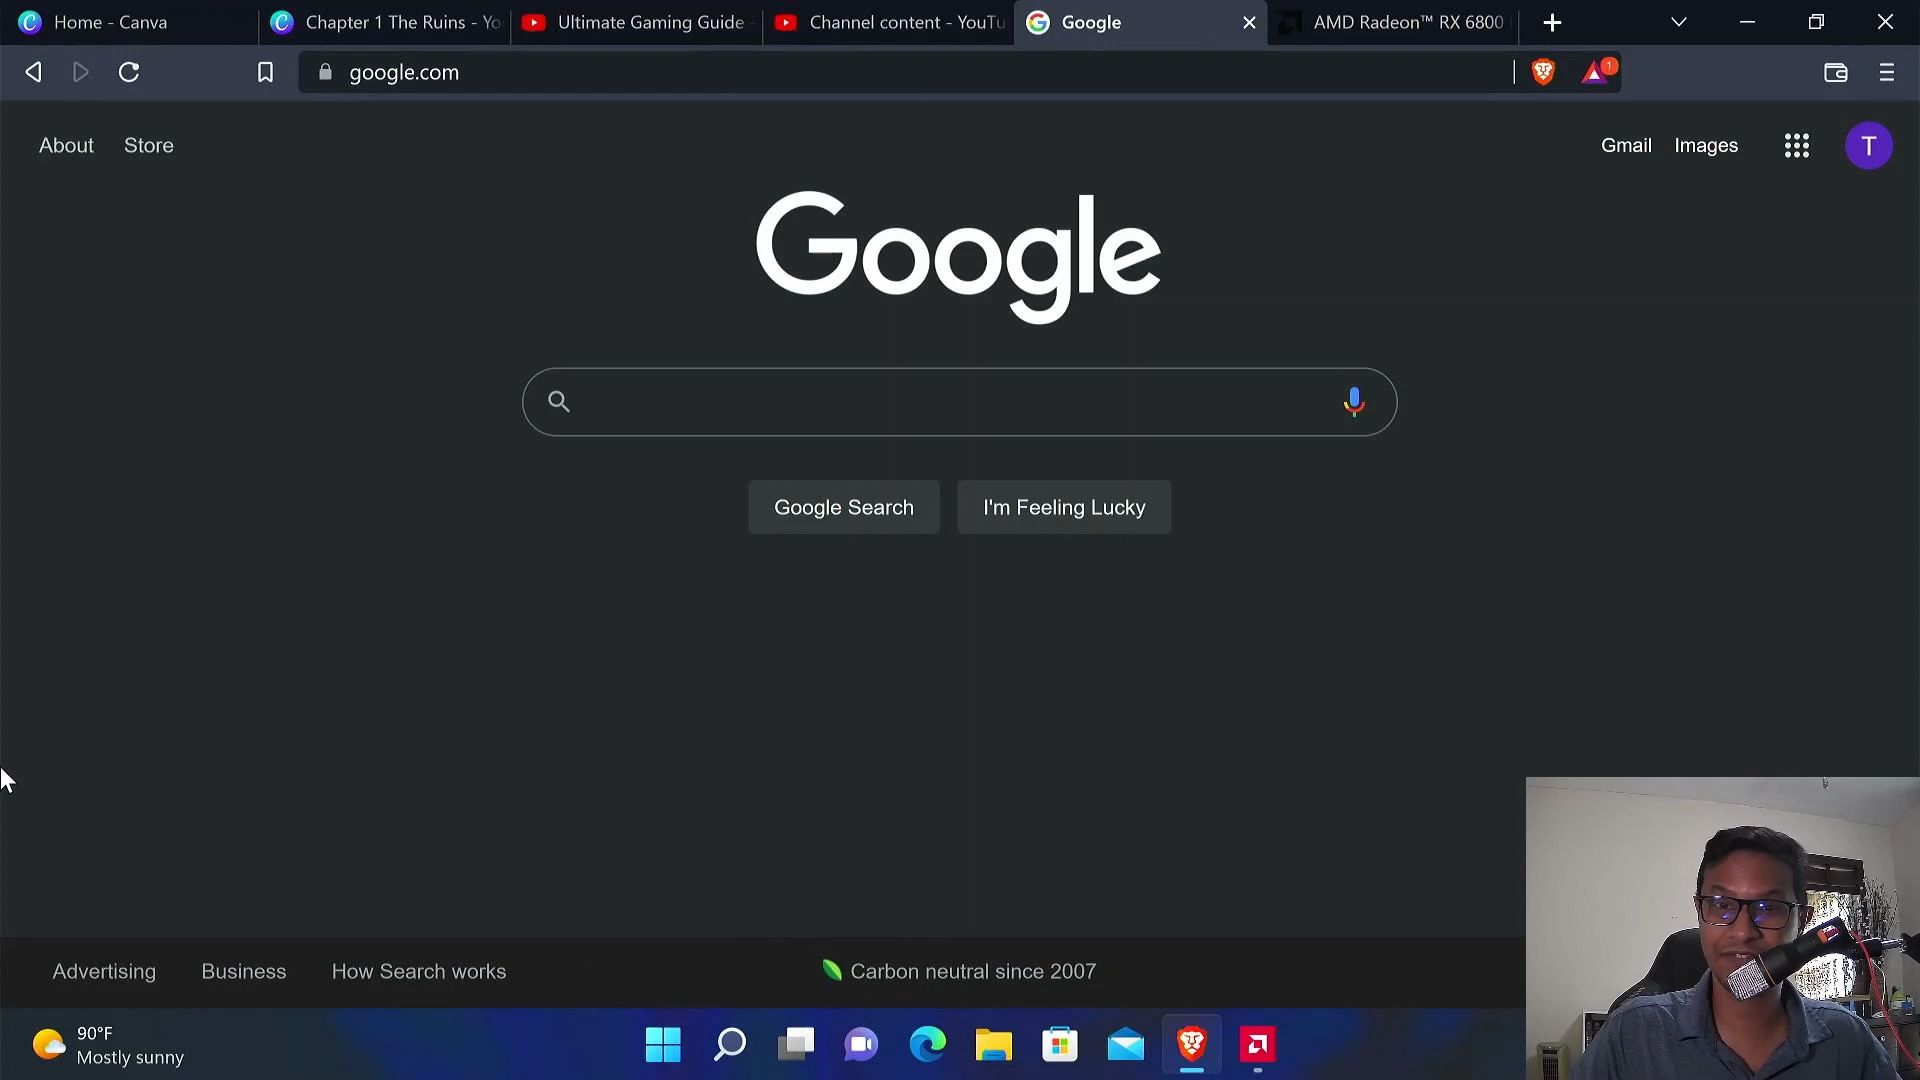 Home - Canva
Chapter 1 The Ruins - Yo
Ultimate Gaming Guide
Channel content - YouTu
Google
AMD Radeon™ RX 6800
google.com
1
About
Store
Gmail
Images
T
Google
Google Search
I'm Feeling Lucky
Advertising
Business
How Search works
Carbon neutral since 2007
90°F
Mostly sunny